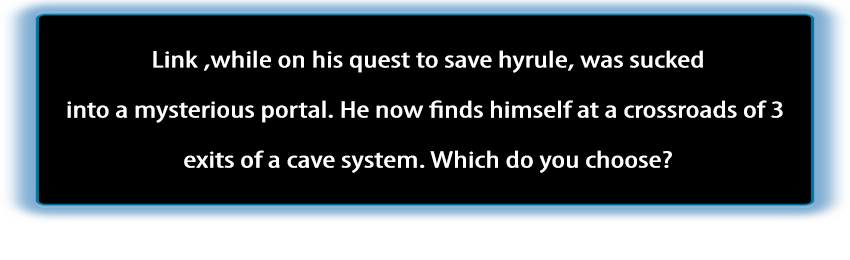 Link ,while on his quest to save hyrule, was sucked
into a mysterious portal. He now finds himself at a crossroads of 3
exits of a cave system. Which do you choose?